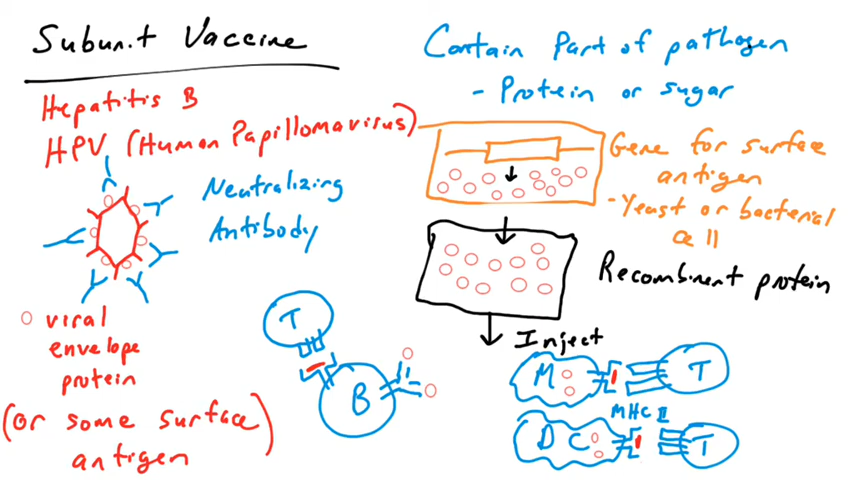 Subunit Vaccine
Hepatitis B
HPV (Human Papillomavirus)
Neutralizing
Antibody
viral
envelope
protein
(or some surface
antigen)
T
B
Contain Part of pathogen
- Protein or sugar
Gene for surface
antigen
- Yeast or bacterial
cell
Recombinent protein
Inject
M
T
MHC II
DC
T